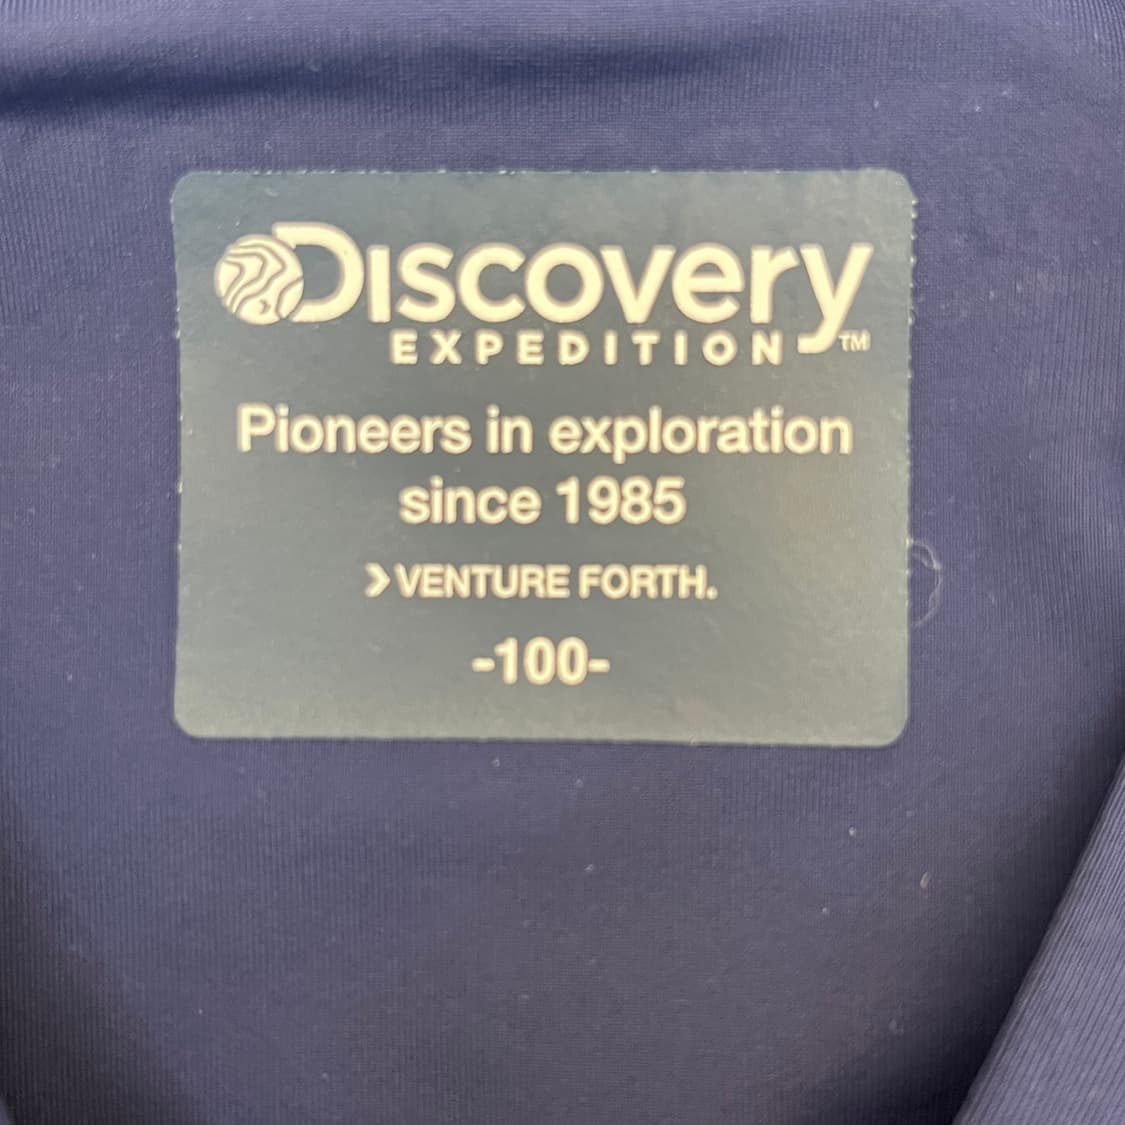 Discovery
EXPEDITION™
Pioneers in exploration
since 1985
VENTURE FORTH.
-100-